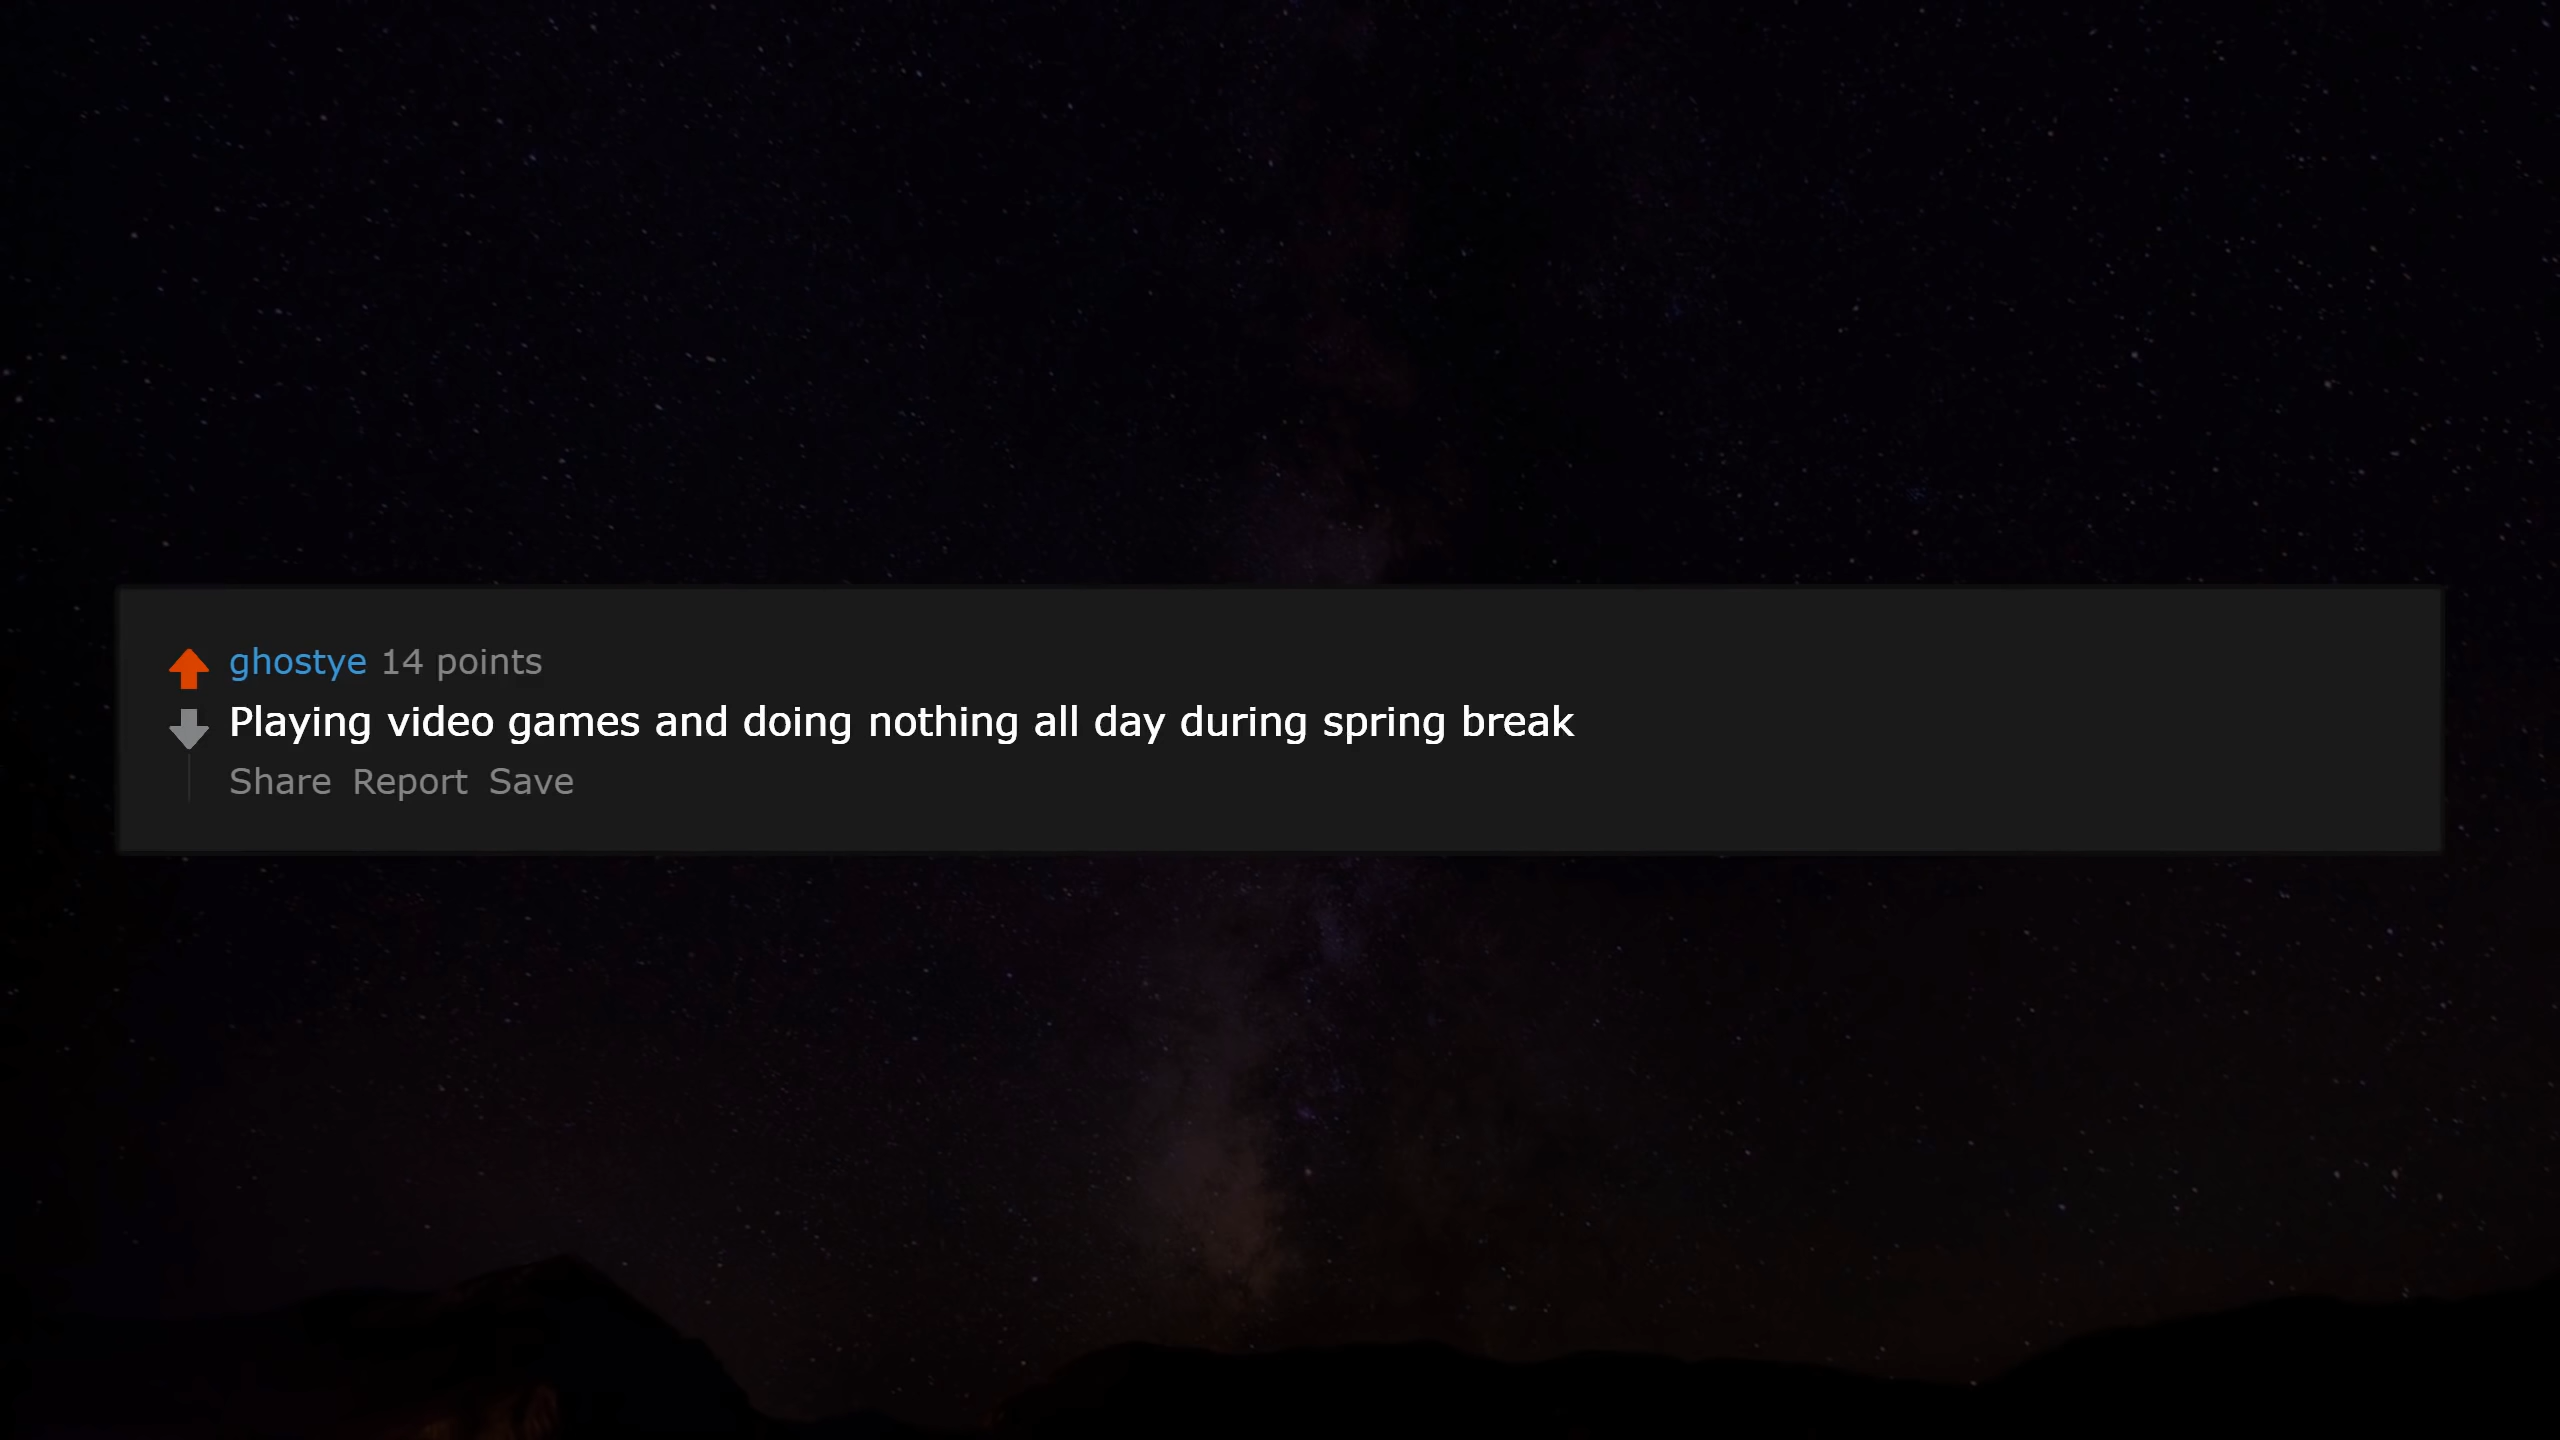 ghostye 14 points
Playing video games and doing nothing all day during spring break
Share Report Save